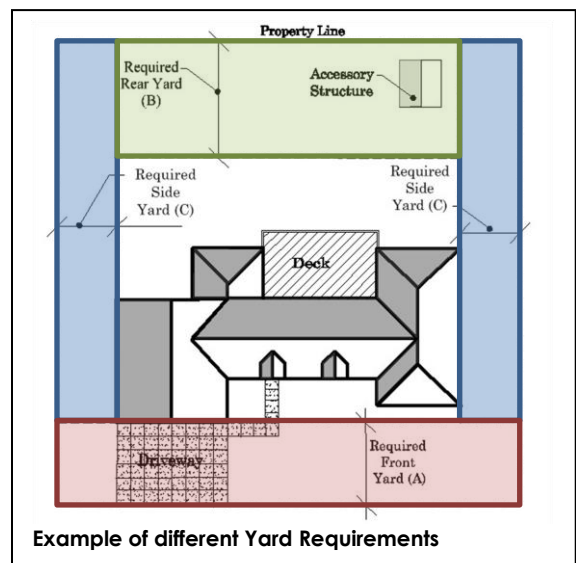 Property Line
Required
Rear Yard
(B)
Accessory
Structure
Required
Side
Yard (C)
Required
Side
Yard (C)
Deck
Driveway
Required
Front
Yard (A)
Example of different Yard Requirements